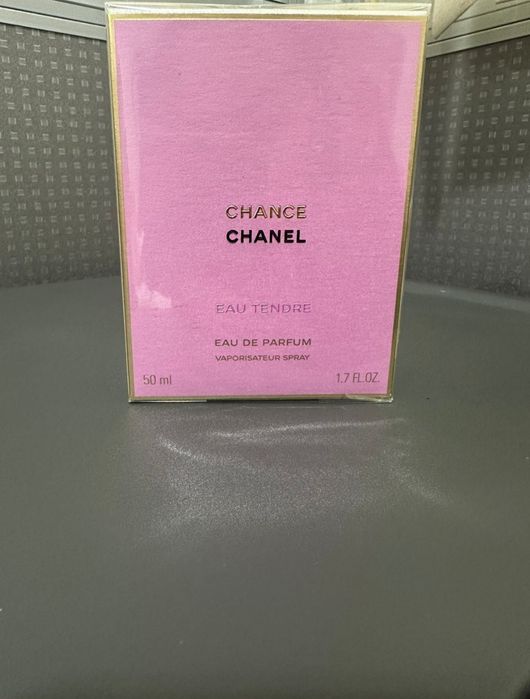 CHANCE
CHANEL
EAU TENDRE
EAU DE PARFUM
VAPORISATEUR SPRAY
50 ml 1.7 FL.OZ.